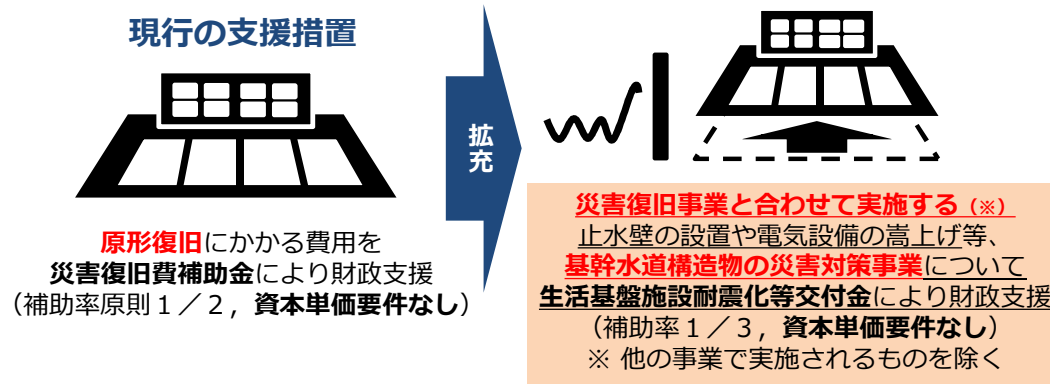 現行の支援措置
原形復旧にかかる費用を
災害復旧費補助金により財政支援
（補助率原則１／２，資本単価要件なし）
拡充
災害復旧事業と合わせて実施する（※）
止水壁の設置や電気設備の嵩上げ等、
基幹水道構造物の災害対策事業について
生活基盤施設耐震化等交付金により財政支援
（補助率１／３，資本単価要件なし）
※ 他の事業で実施されるものを除く